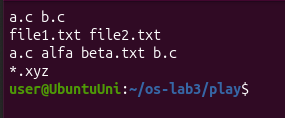 a.c b.c
file1.txt file2.txt
a.c alfa beta.txt b.c
*.xyz
user@UbuntuUni:~/os-lab3/play$